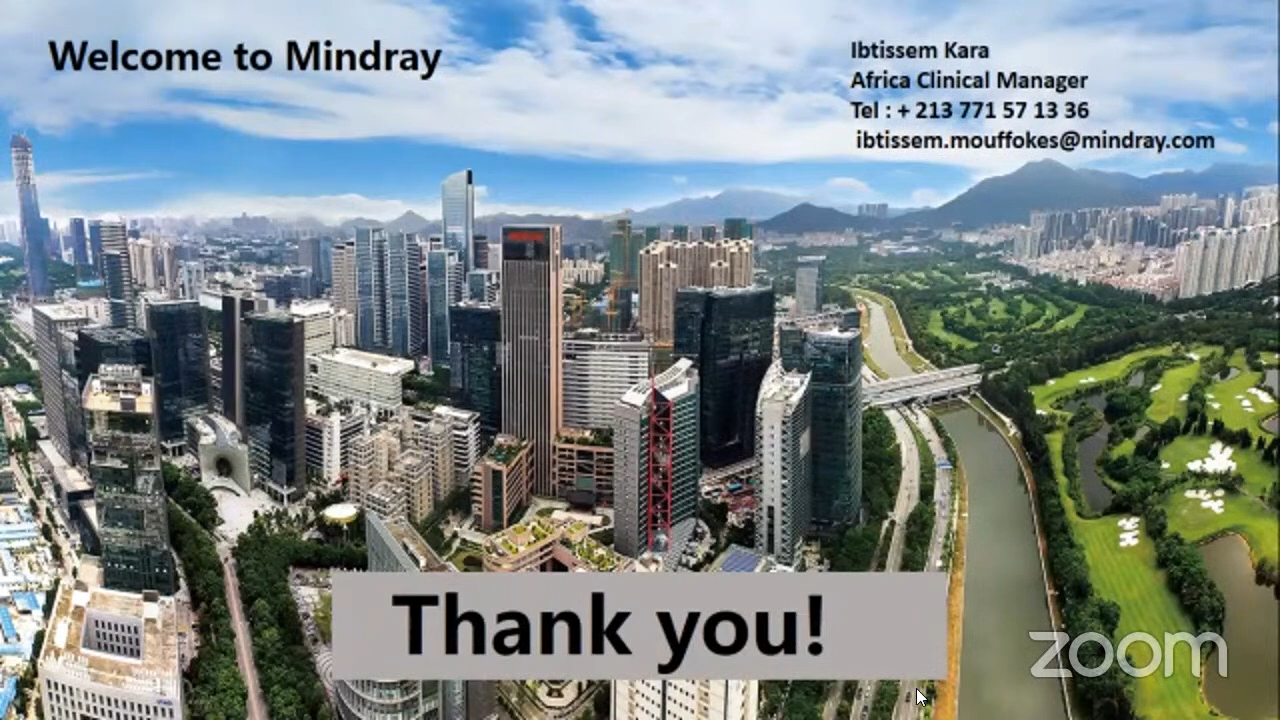 Welcome to Mindray
Ibtissem Kara
Africa Clinical Manager
Tel : + 213 771 57 13 36
ibtissem.mouffokes@mindray.com
Thank you!
zoom